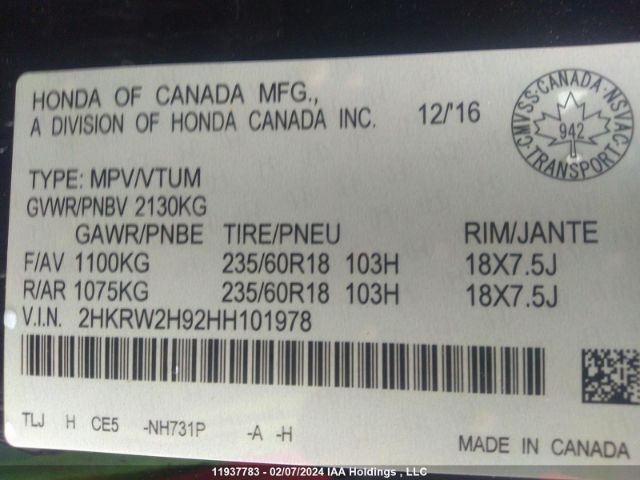 HONDA OF CANADA MFG.,
A DIVISION OF HONDA CANADA INC. 12/'16
CMVSS·CANADA·NSVAC
942
TRANSPORT
TYPE: MPV/VTUM
GVWR/PNBV 2130KG
GAWR/PNBE TIRE/PNEU RIM/JANTE
F/AV 1100KG 235/60R18 103H 18X7.5J
R/AR 1075KG 235/60R18 103H 18X7.5J
V.I.N. 2HKRW2H92HH101978
TLJ H CE5 -NH731P -A -H
MADE IN CANADA
11937783 - 02/07/2024 IAA Holdings , LLC